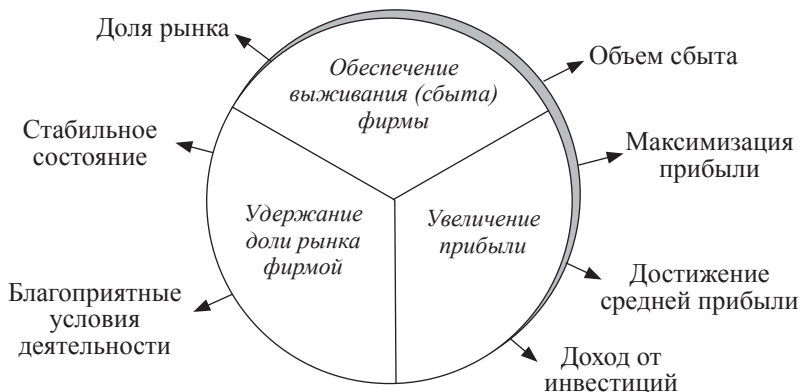 Доля рынка
Объем сбыта
Обеспечение
выживания (сбыта)
фирмы
Стабильное
состояние
Максимизация
прибыли
Удержание
доли рынка
фирмой
Увеличение
прибыли
Благоприятные
условия
деятельности
Достижение
средней прибыли
Доход от
инвестиций